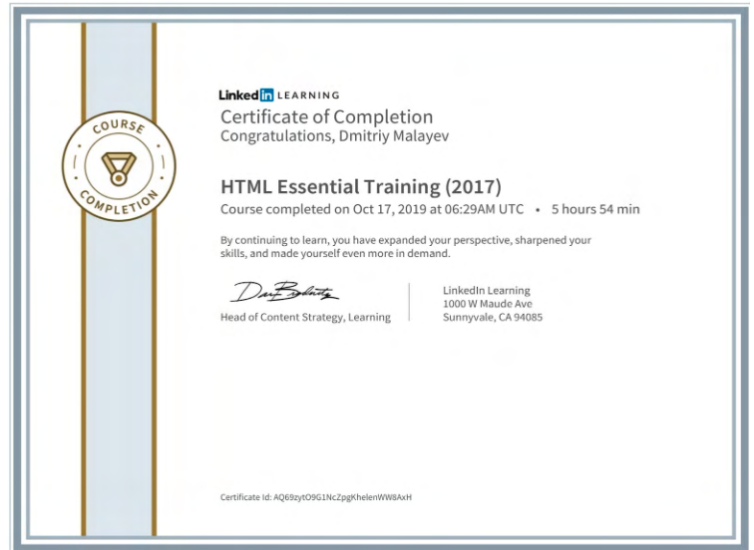 LinkedIn LEARNING
Certificate of Completion
Congratulations, Dmitriy Malayev
COURSE
COMPLETION
HTML Essential Training (2017)
Course completed on Oct 17, 2019 at 06:29AM UTC • 5 hours 54 min
By continuing to learn, you have expanded your perspective, sharpened your
skills, and made yourself even more in demand.
Head of Content Strategy, Learning
LinkedIn Learning
1000 W Maude Ave
Sunnyvale, CA 94085
Certificate Id: AQ69zytO9G1NcZpgKhelenWW8AxH